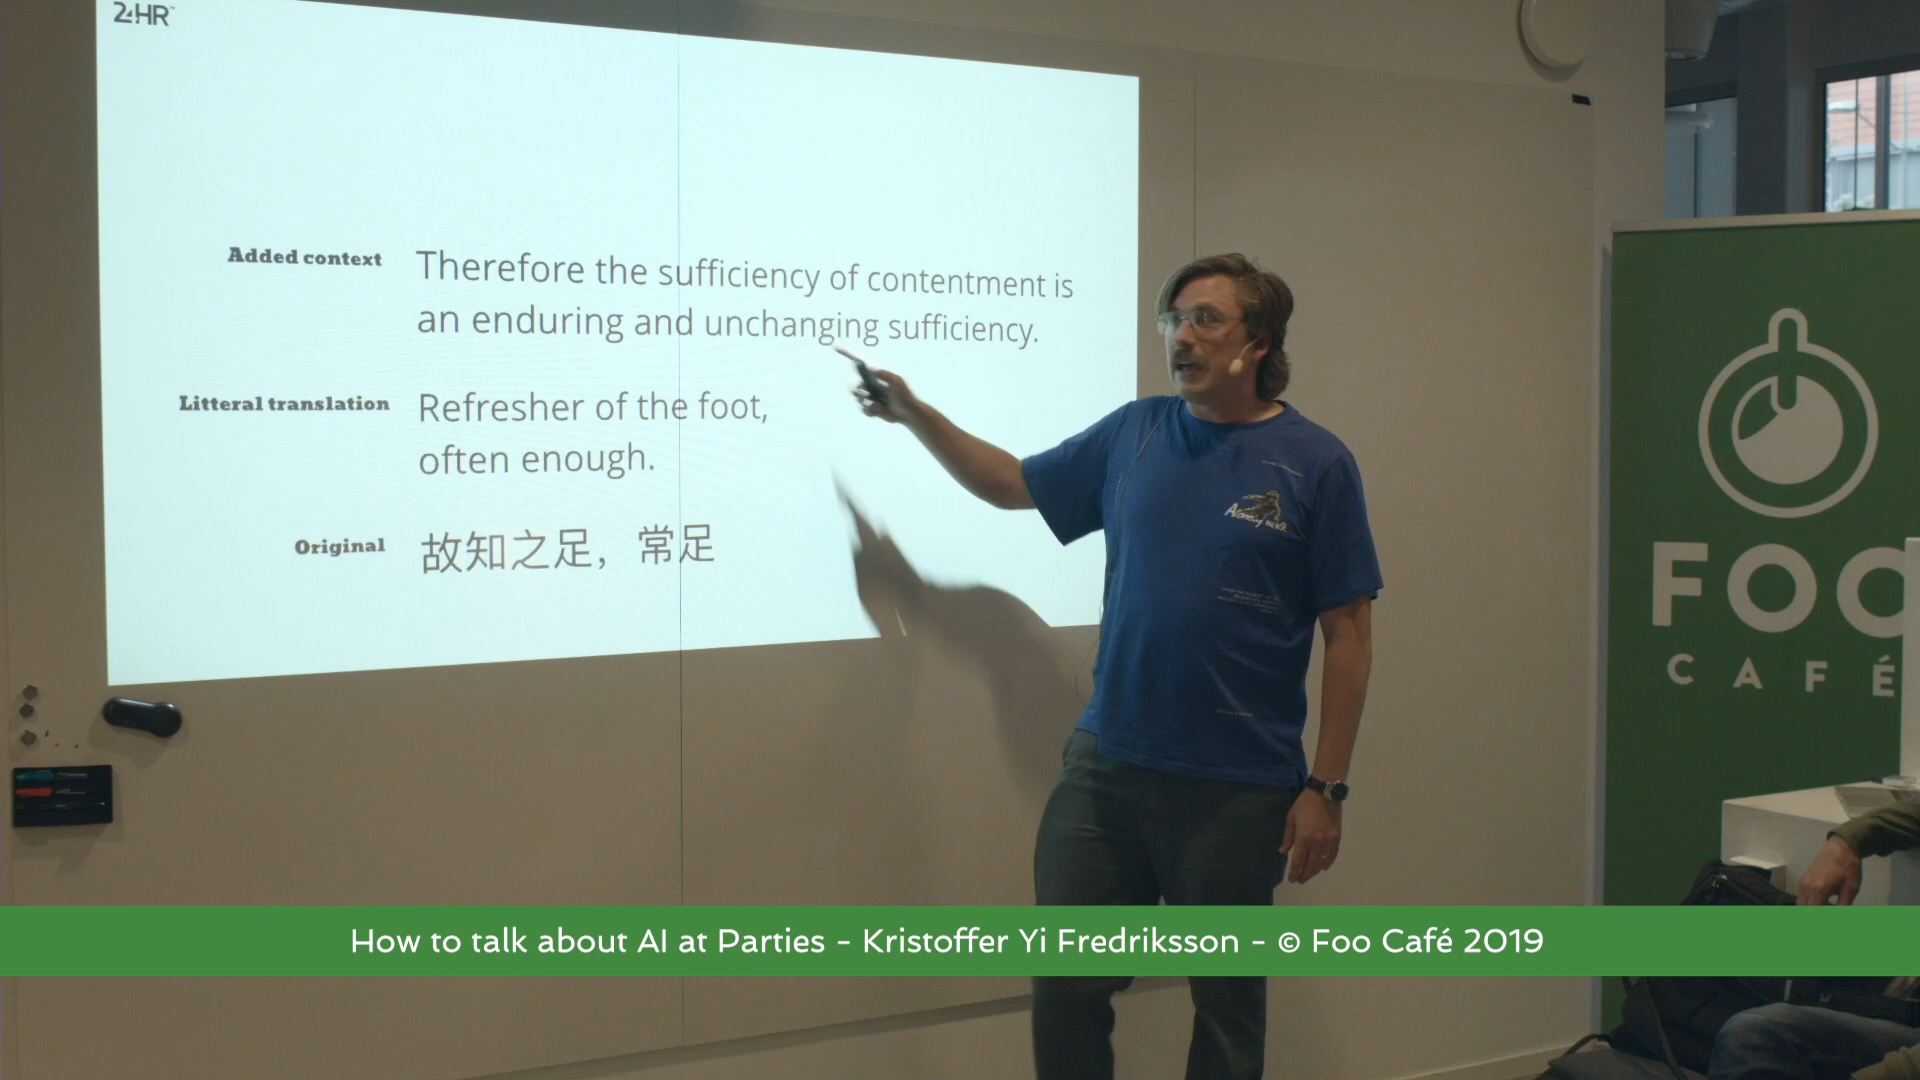 24HR
Added context
Therefore the sufficiency of contentment is
an enduring and unchanging sufficiency.
Litteral translation
Refresher of the foot,
often enough.
Original
故知之足，常足
FOO
CAFÉ
How to talk about AI at Parties - Kristoffer Yi Fredriksson - © Foo Café 2019